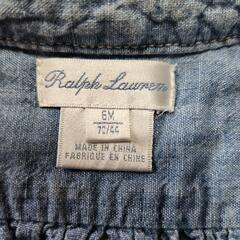 Ralph Lauren
6M
70/44
MADE IN CHINA
FABRIQUE EN CHINE